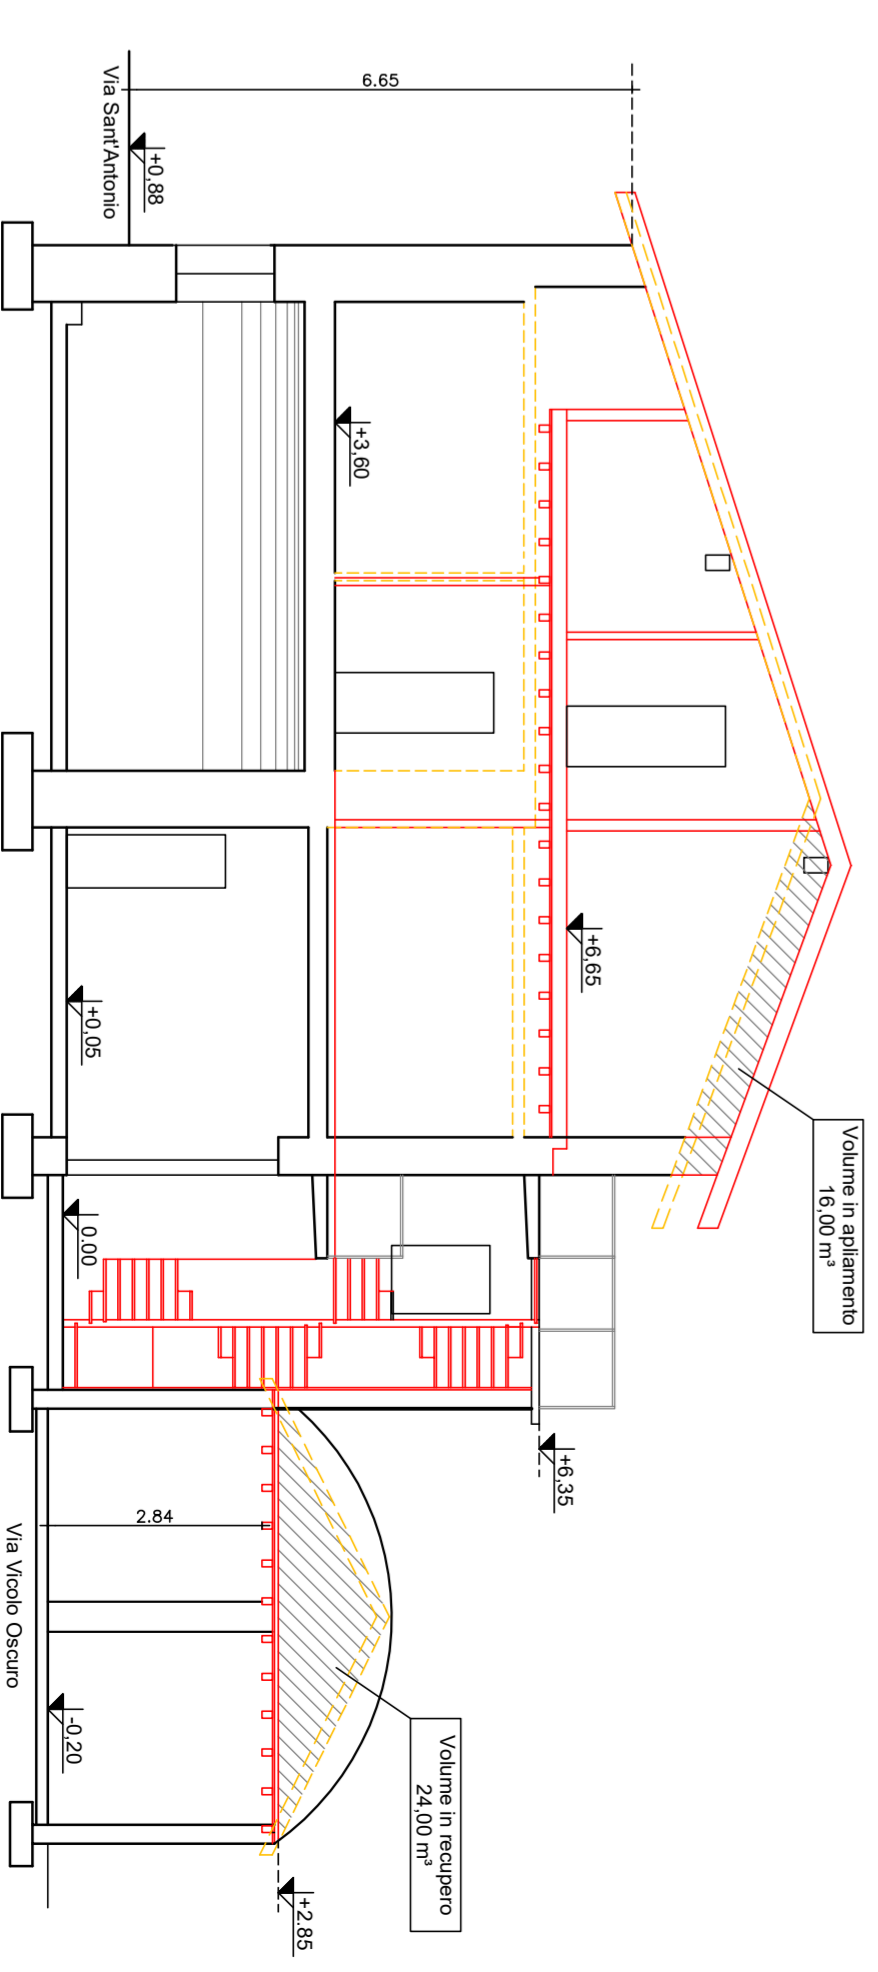 6.65
Via Sant'Antonio
+0,88
+3,60
+6,65
+0,05
Volume in apliamento
16,00 m³
0.00
+6,35
2.84
Via Vicolo Oscuro
-0,20
Volume in recupero
24,00 m³
+2.85